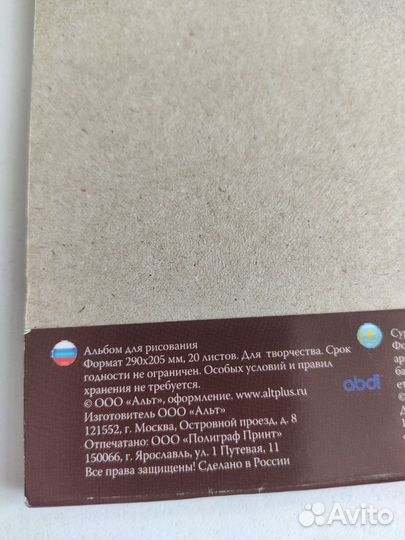 Альбом для рисования
Формат 290х205 мм, 20 листов. Для творчества. Срок
годности не ограничен. Особых условий и правил
хранения не требуется.
© ООО «Альт», оформление. www.altplus.ru
Изготовитель ООО «Альт»
121552, г. Москва, Островной проезд, д. 8
Отпечатано: ООО «Полиграф Принт»
150066, г. Ярославль, ул. 1 Путевая, 11
Все права защищены! Сделано в России
abdi
Avito